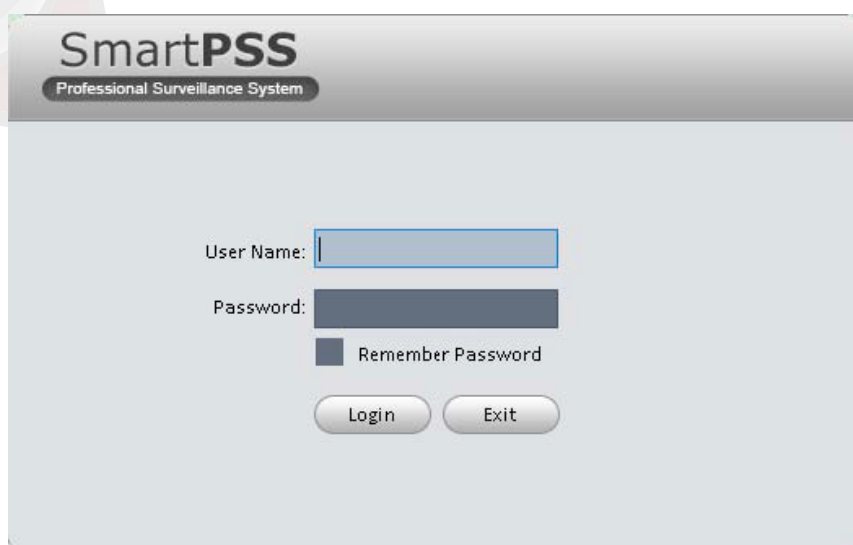 SmartPSS
Professional Surveillance System
User Name:
Password:
Remember Password
Login Exit